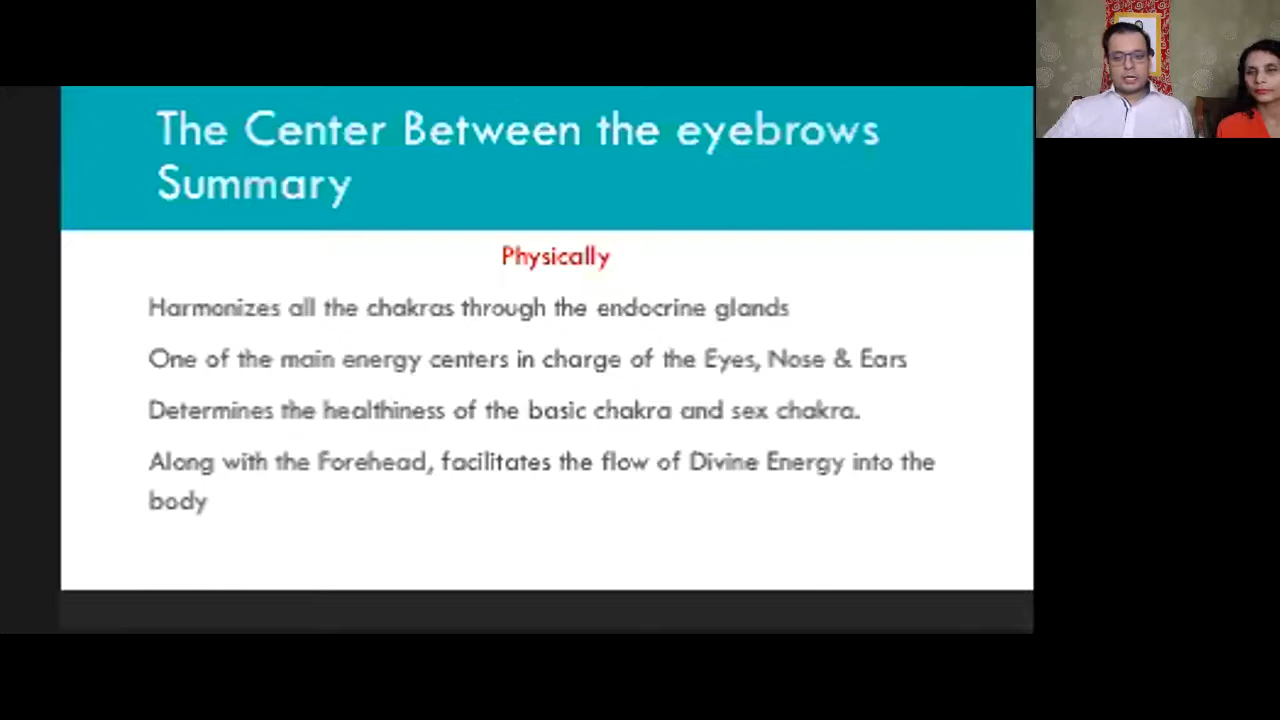 The Center Between the eyebrows
Summary
Physically
Harmonizes all the chakras through the endocrine glands
One of the main energy centers in charge of the Eyes, Nose & Ears
Determines the healthiness of the basic chakra and sex chakra.
Along with the Forehead, facilitates the flow of Divine Energy into the
body